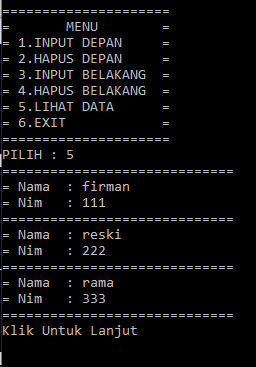 =====================
=       MENU        =
= 1.INPUT DEPAN     =
= 2.HAPUS DEPAN     =
= 3.INPUT BELAKANG  =
= 4.HAPUS BELAKANG  =
= 5.LIHAT DATA      =
= 6.EXIT            =
=====================
PILIH : 5
=============================
= Nama  : firman
= Nim   : 111
=============================
= Nama  : reski
= Nim   : 222
=============================
= Nama  : rama
= Nim   : 333
=============================
Klik Untuk Lanjut